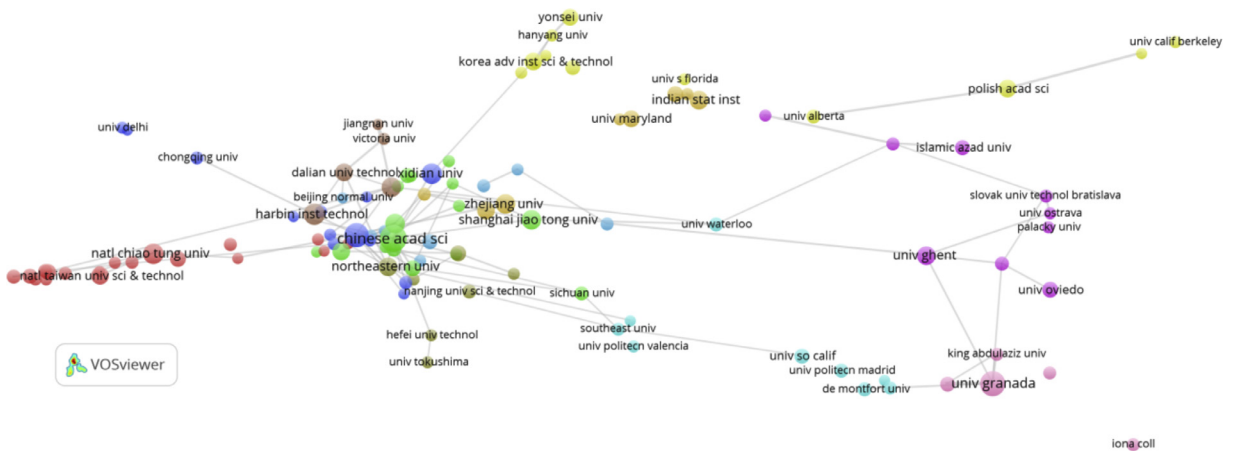 yonsei univ
hanyang univ
univ calif berkeley
korea adv inst sci & technol
univ s florida
polish acad sci
indian stat inst
univ maryland
univ alberta
jiangnan univ
univ delhi
victoria univ
islamic azad univ
chongqing univ
dalian univ technol
xidian univ
beijing normal univ
slovak univ technol bratislava
zhejiang univ
harbin inst technol
univ ostrava
shanghai jiao tong univ
univ waterloo
palacky univ
chinese acad sci
natl chiao tung univ
univ ghent
northeastern univ
natl taiwan univ sci & technol
nanjing univ sci & technol
sichuan univ
univ oviedo
southeast univ
hefei univ technol
univ politecn valencia
king abdulaziz univ
univ so calif
univ tokushima
VOSviewer
univ politecn madrid
univ granada
de montfort univ
iona coll